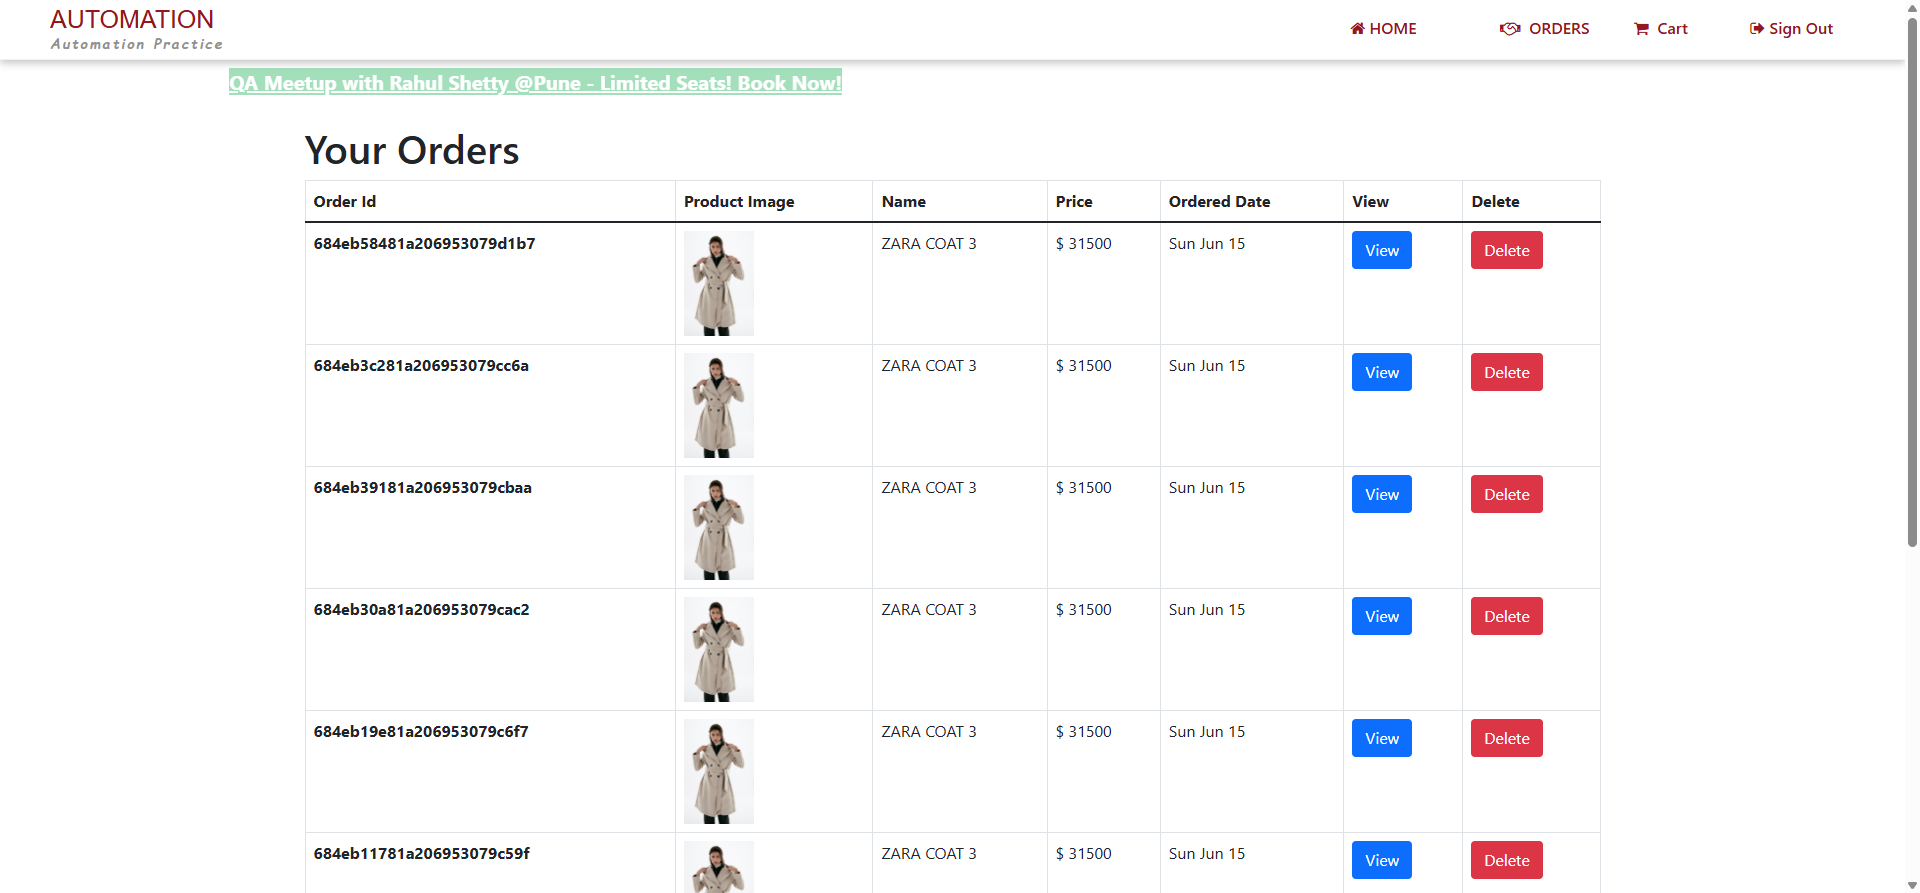 AUTOMATION
Automation Practice
HOME
ORDERS
Cart
Sign Out
QA Meetup with Rahul Shetty @Pune - Limited Seats! Book Now!
Your Orders
Order Id Product Image Name Price Ordered Date View Delete
684eb58481a206953079d1b7 ZARA COAT 3 $ 31500 Sun Jun 15 View Delete
684eb3c281a206953079cc6a ZARA COAT 3 $ 31500 Sun Jun 15 View Delete
684eb39181a206953079cbaa ZARA COAT 3 $ 31500 Sun Jun 15 View Delete
684eb30a81a206953079cac2 ZARA COAT 3 $ 31500 Sun Jun 15 View Delete
684eb19e81a206953079c6f7 ZARA COAT 3 $ 31500 Sun Jun 15 View Delete
684eb11781a206953079c59f ZARA COAT 3 $ 31500 Sun Jun 15 View Delete